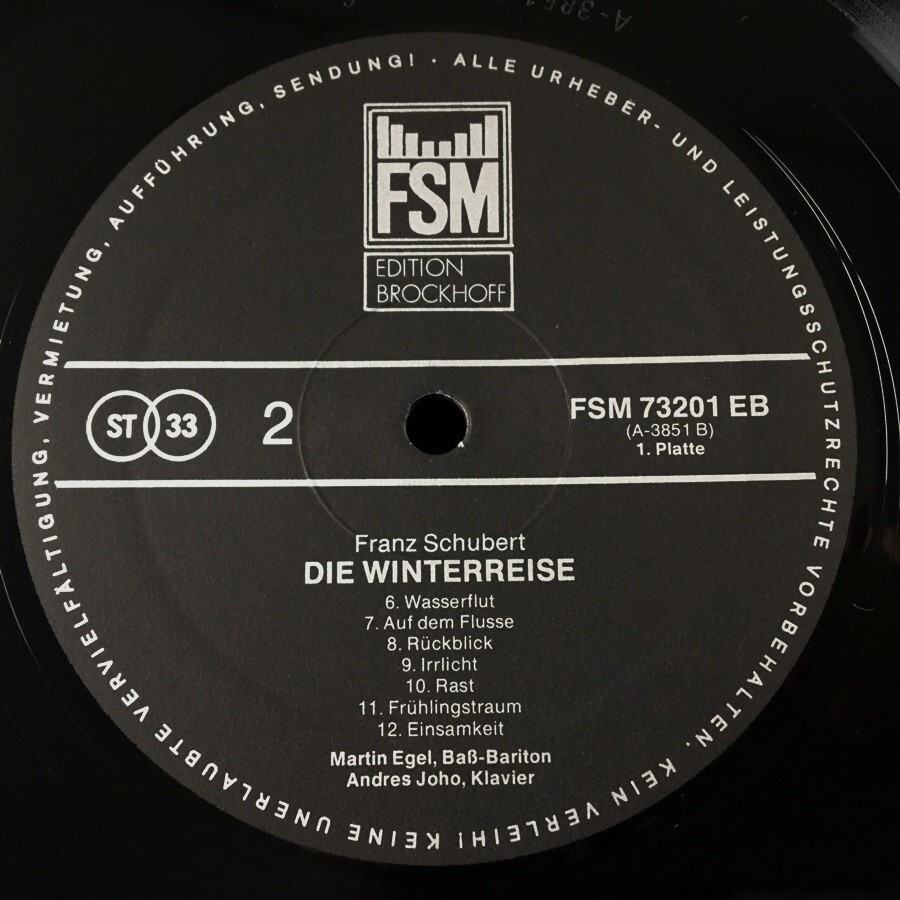 ALLE URHEBER- UND LEISTUNGSSCHUTZRECHTE VORBEHALTEN. KEIN VERLEIH! KEINE UNERLAUBTE VERVIELFÄLTIGUNG, VERMIETUNG, AUFFÜHRUNG, SENDUNG! ·
FSM
EDITION
BROCKHOFF
ST 33
2
FSM 73201 EB
(A-3851 B)
1. Platte
Franz Schubert
DIE WINTERREISE
6. Wasserflut
7. Auf dem Flusse
8. Rückblick
9. Irrlicht
10. Rast
11. Frühlingstraum
12. Einsamkeit
Martin Egel, Baß-Bariton
Andres Joho, Klavier